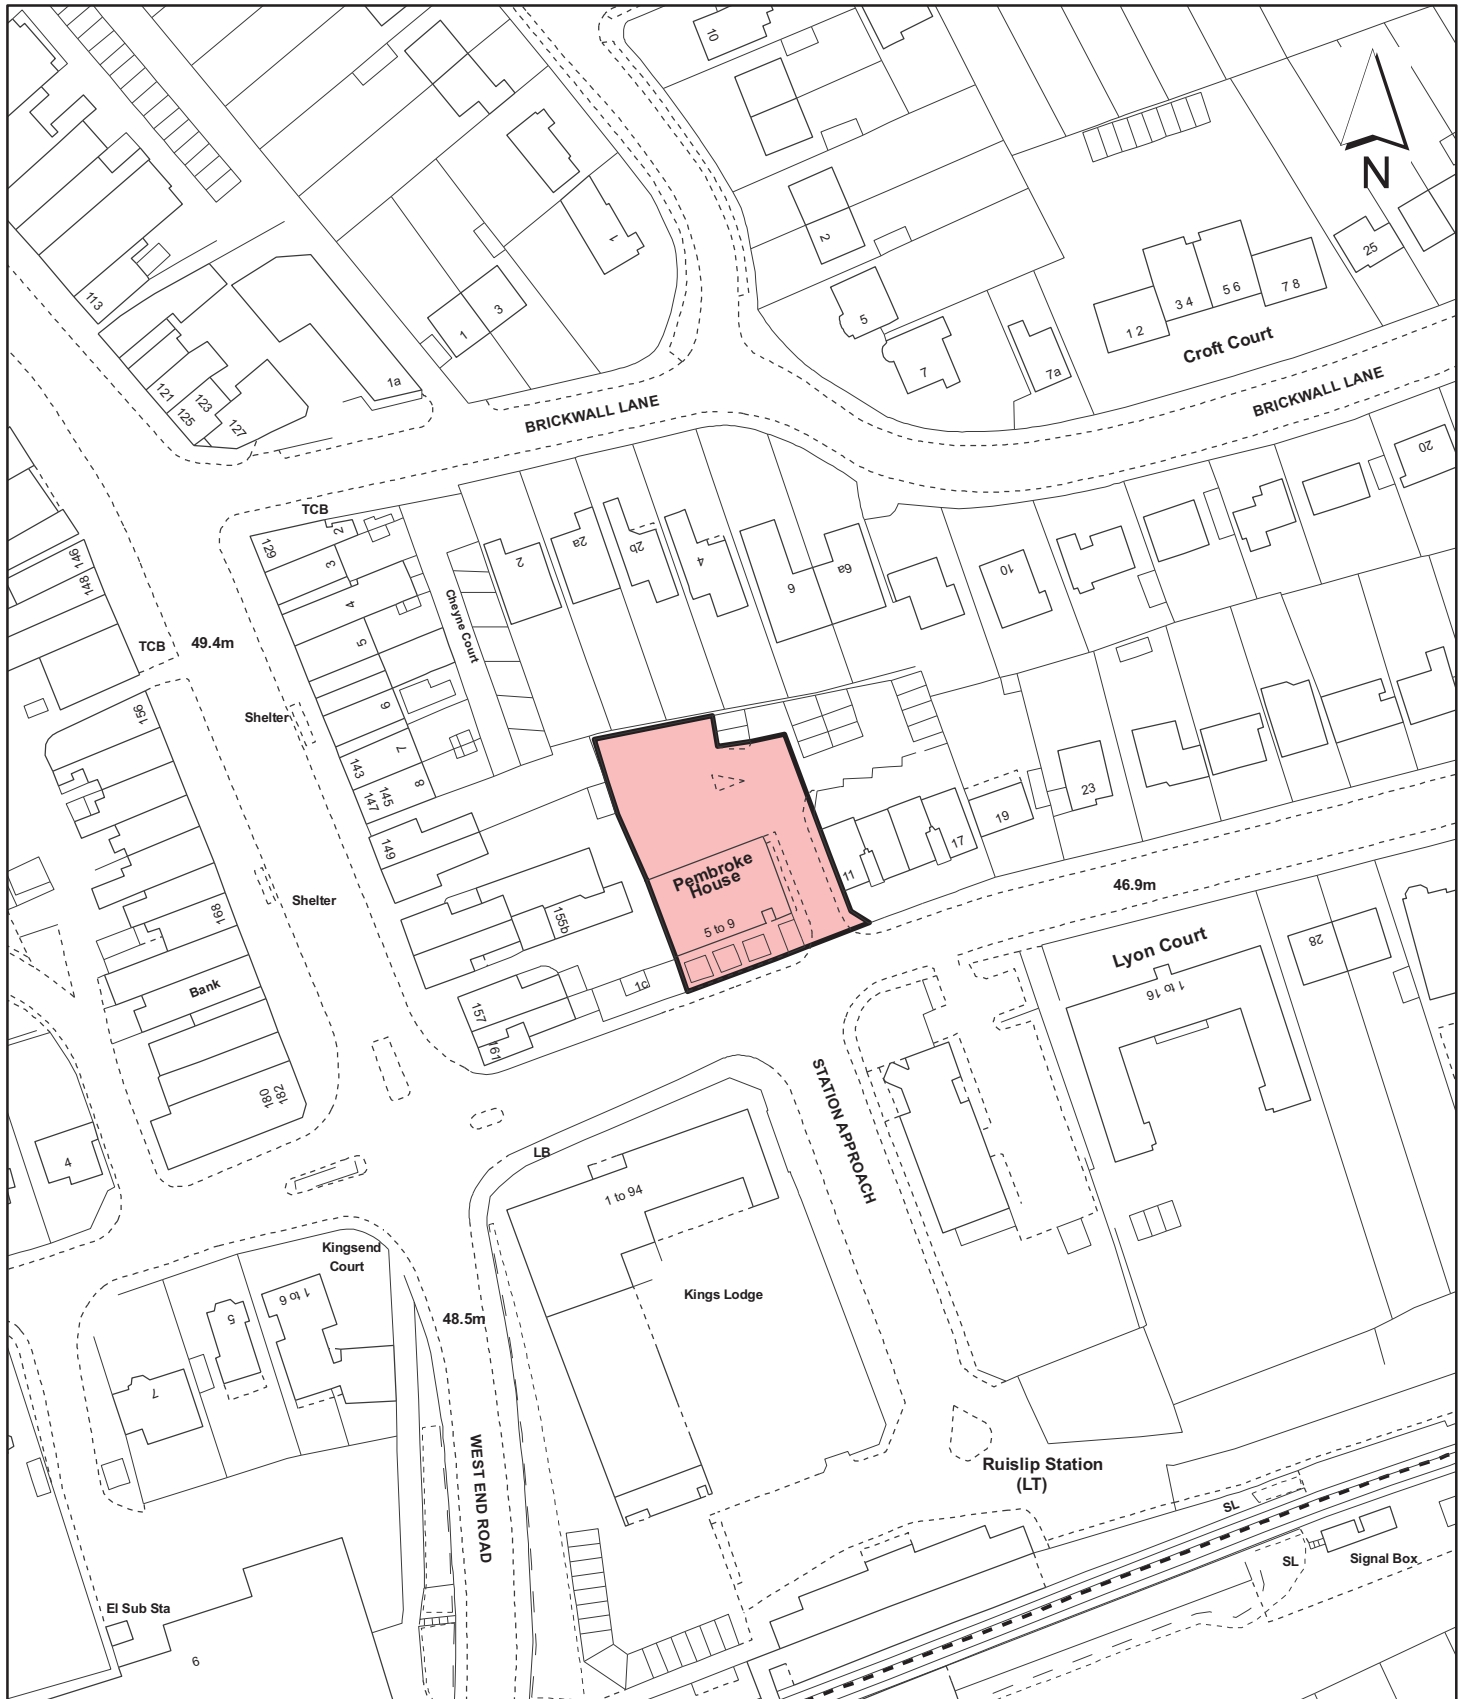 10
N
1
2
25
113
1
3
5
3 4
5 6
7 8
1 2
Croft Court
7
7a
1a
121
123
125
127
BRICKWALL LANE
BRICKWALL LANE
20
TCB
129
2
3
2
2a
2b
4
6
6a
10
146
148
4
Cheyne Court
5
TCB
49.4m
6
156
Shelter
7
143
8
145
147
149
23
19
17
11
Pembroke
House
5 to 9
46.9m
Shelter
168
155b
Lyon Court
28
1 to 16
Bank
1c
157
161
182
180
STATION APPROACH
4
LB
1 to 94
Kingsend
Court
1 to 6
5
Kings Lodge
48.5m
7
WEST END ROAD
Ruislip Station
(LT)
SL
SL
Signal Box
El Sub Sta
6